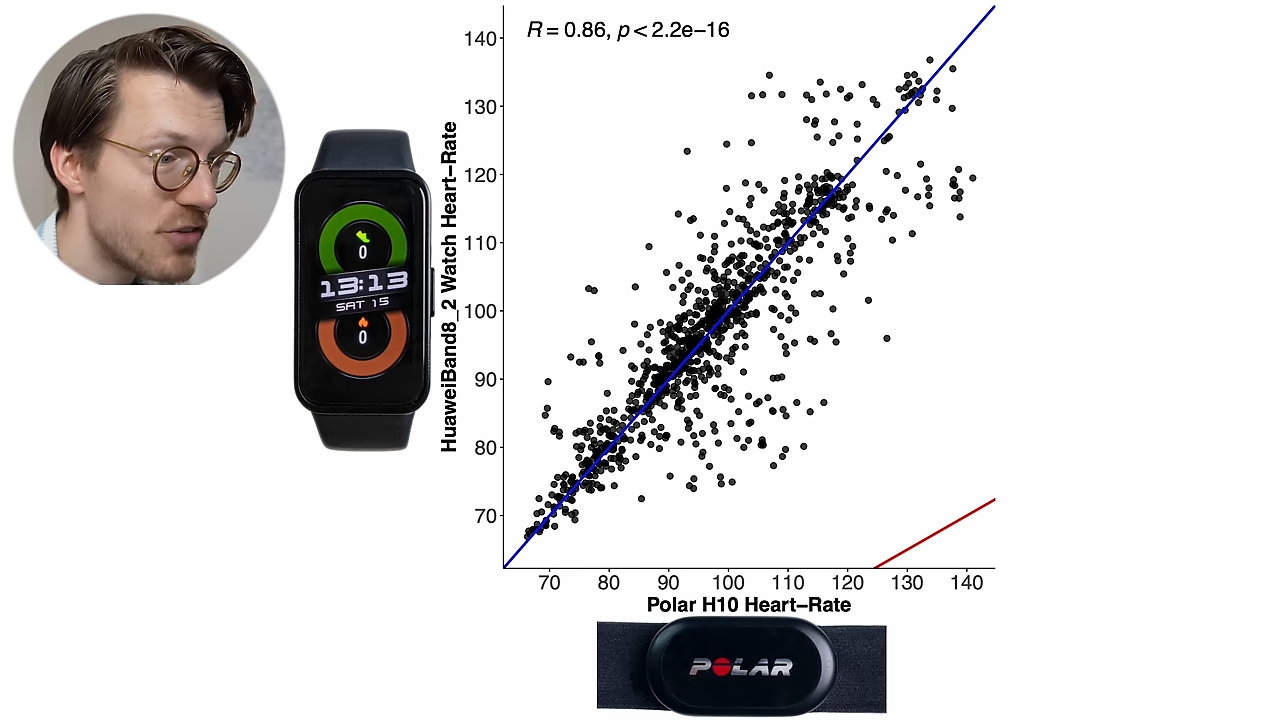 R = 0.86, p < 2.2e−16
140
130
120
110
100
90
80
70
HuaweiBand8_2 Watch Heart−Rate
0
13:13
SAT 15
0
70 80 90 100 110 120 130 140
Polar H10 Heart−Rate
POLAR